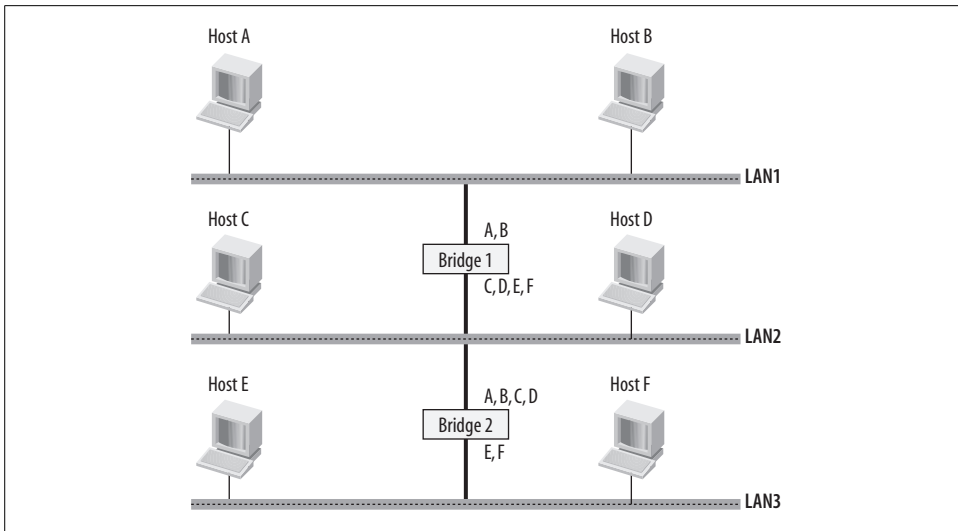 Host A
Host B
LAN1
Host C
A, B
Host D
Bridge 1
C, D, E, F
LAN2
Host E
A, B, C, D
Host F
Bridge 2
E, F
LAN3